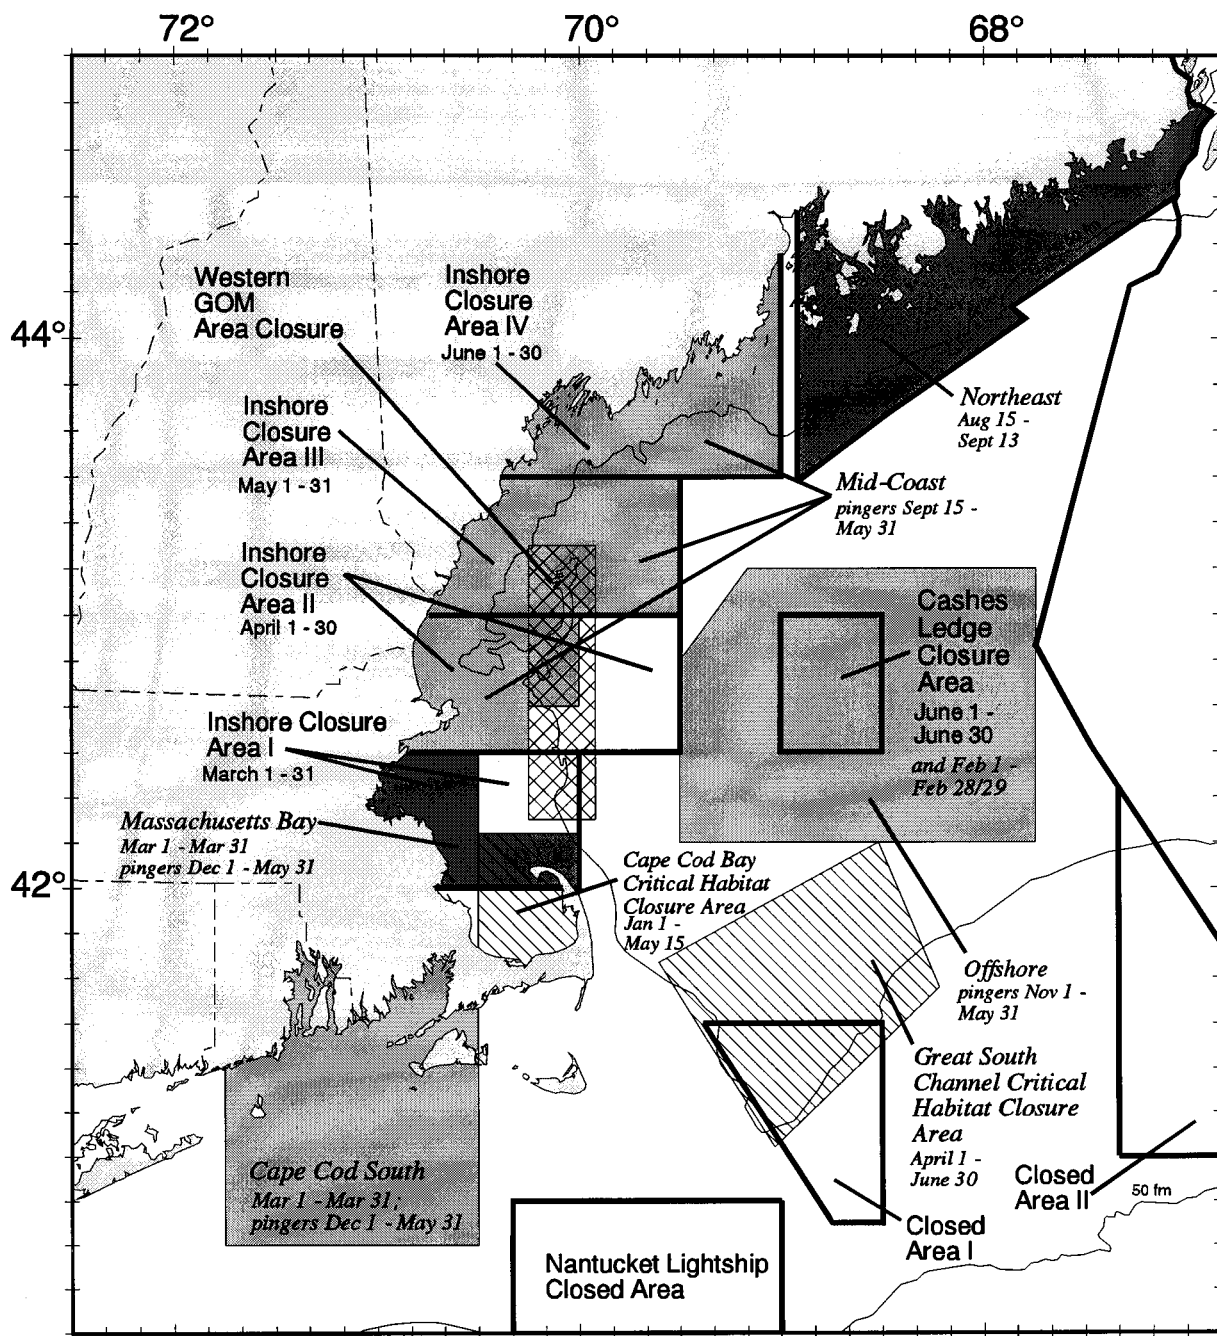 72°
70°
68°
44°
42°
Western
GOM
Area Closure
Inshore
Closure
Area IV
June 1 - 30
Inshore
Closure
Area III
May 1 - 31
Northeast
Aug 15 -
Sept 13
Mid-Coast
pingers Sept 15 -
May 31
Inshore
Closure
Area II
April 1 - 30
Cashes
Ledge
Closure
Area
June 1 -
June 30
and Feb 1 -
Feb 28/29
Inshore Closure
Area I
March 1 - 31
Massachusetts Bay
Mar 1 - Mar 31
pingers Dec 1 - May 31
Cape Cod Bay
Critical Habitat
Closure Area
Jan 1 -
May 15
Offshore
pingers Nov 1 -
May 31
Great South
Channel Critical
Habitat Closure
Area
April 1 -
June 30
Cape Cod South
Mar 1 - Mar 31;
pingers Dec 1 - May 31
Closed
Area II
50 fm
Closed
Area I
Nantucket Lightship
Closed Area